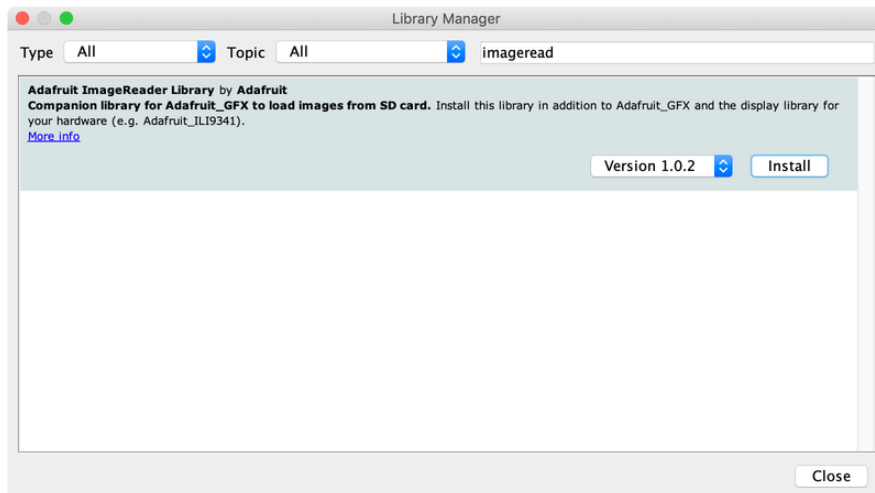 Library Manager
Type All Topic All imageread
Adafruit ImageReader Library by Adafruit
Companion library for Adafruit_GFX to load images from SD card. Install this library in addition to Adafruit_GFX and the display library for
your hardware (e.g. Adafruit_ILI9341).
More info
Version 1.0.2 Install
Close